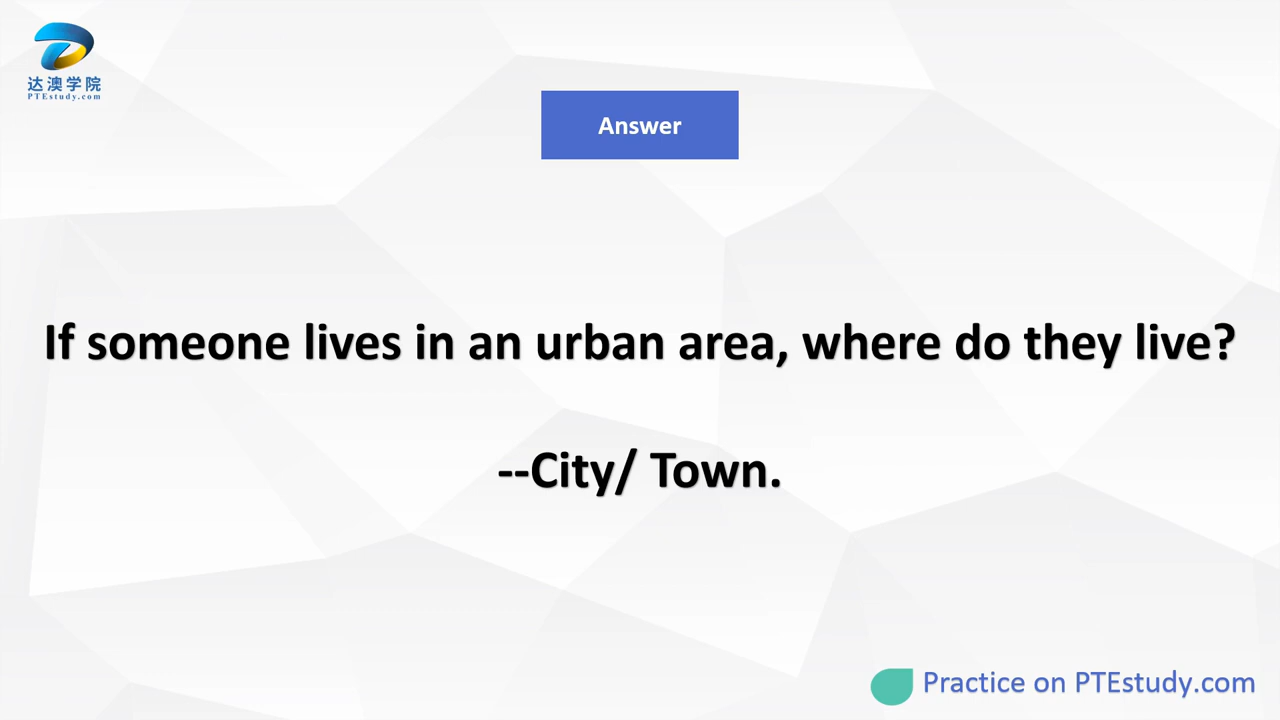 达澳学院
PTEstudy.com
Answer
If someone lives in an urban area, where do they live?
--City/ Town.
Practice on PTEstudy.com